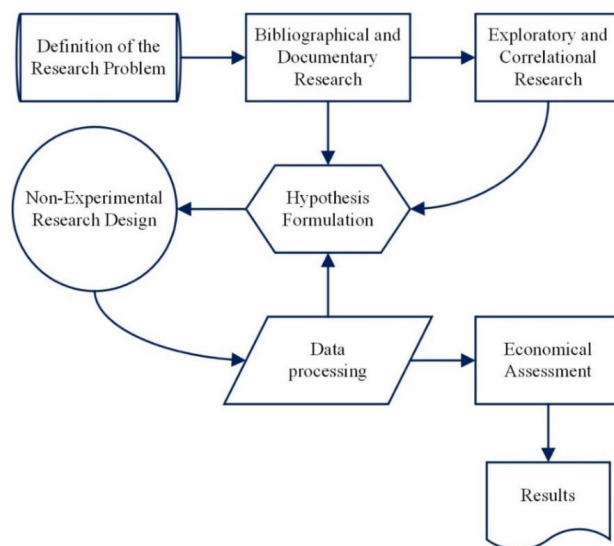 Definition of the
Research Problem
Bibliographical and
Documentary
Research
Exploratory and
Correlational
Research
Non-Experimental
Research Design
Hypothesis
Formulation
Data
processing
Economical
Assessment
Results